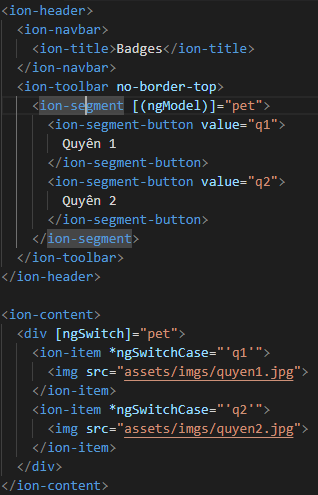 <ion-header>
<ion-navbar>
<ion-title>Badges</ion-title>
</ion-navbar>
<ion-toolbar no-border-top>
<ion-segment [(ngModel)]="pet">
<ion-segment-button value="q1">
Quyên 1
</ion-segment-button>
<ion-segment-button value="q2">
Quyên 2
</ion-segment-button>
</ion-segment>
</ion-toolbar>
</ion-header>
<ion-content>
<div [ngSwitch]="pet">
<ion-item *ngSwitchCase="'q1'">
<img src="assets/imgs/quyen1.jpg">
</ion-item>
<ion-item *ngSwitchCase="'q2'">
<img src="assets/imgs/quyen2.jpg">
</ion-item>
</div>
</ion-content>